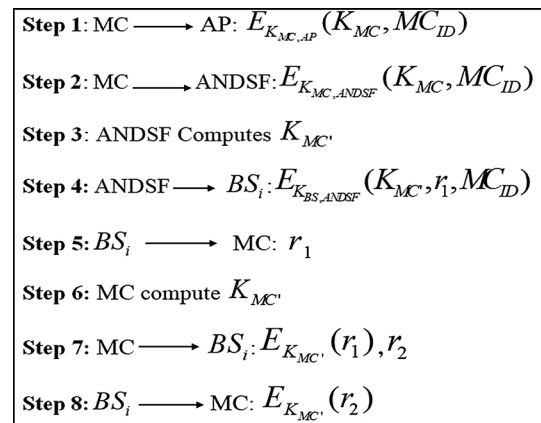 Step 1: MC ⟶ AP: E_{K_{MC,AP}}(K_{MC}, MC_{ID})
Step 2: MC ⟶ ANDSF: E_{K_{MC,ANDSF}}(K_{MC}, MC_{ID})
Step 3: ANDSF Computes K_{MC'}
Step 4: ANDSF ⟶ BS_i: E_{K_{BS,ANDSF}}(K_{MC'}, r_1, MC_{ID})
Step 5: BS_i ⟶ MC: r_1
Step 6: MC compute K_{MC'}
Step 7: MC ⟶ BS_i: E_{K_{MC'}}(r_1), r_2
Step 8: BS_i ⟶ MC: E_{K_{MC'}}(r_2)